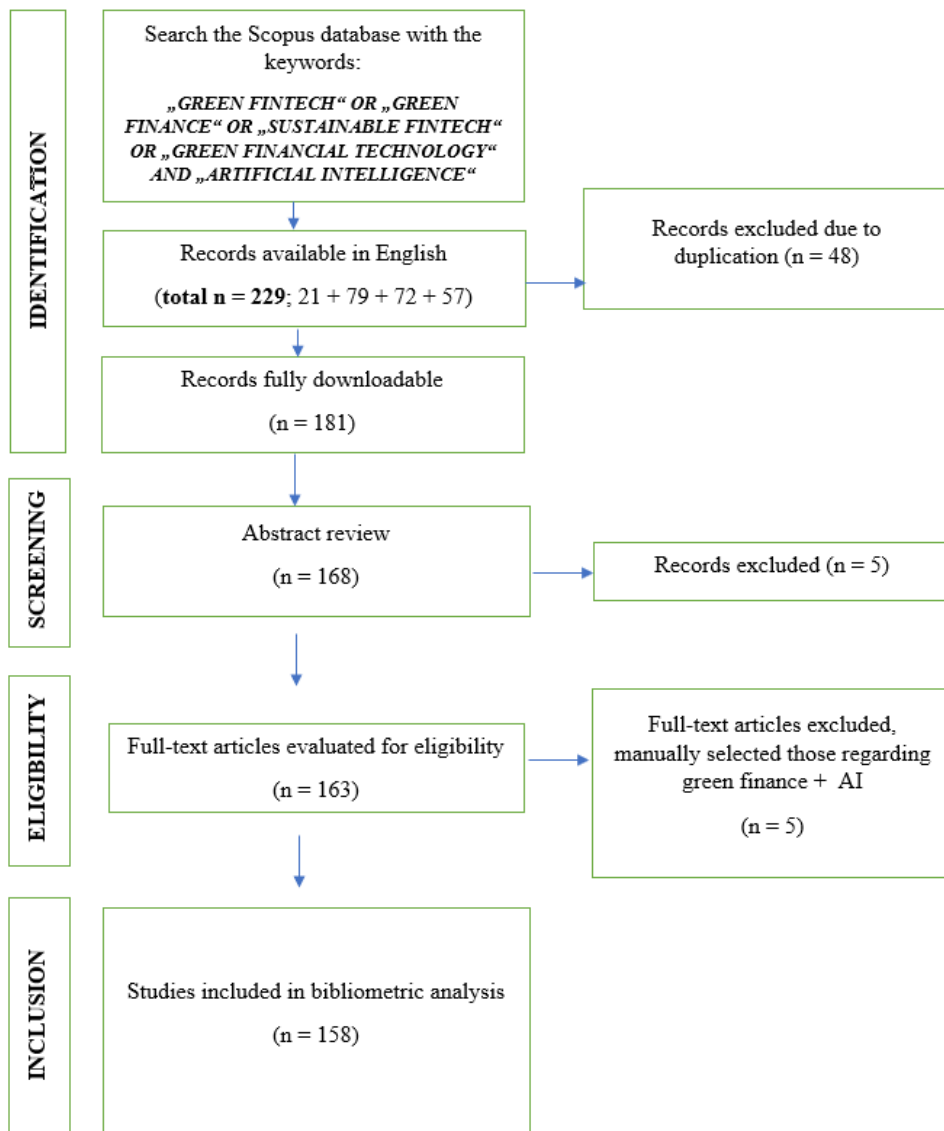 IDENTIFICATION
Search the Scopus database with the
keywords:
„GREEN FINTECH“ OR „GREEN
FINANCE“ OR „SUSTAINABLE FINTECH“
OR „GREEN FINANCIAL TECHNOLOGY“
AND „ARTIFICIAL INTELLIGENCE“
Records available in English
(total n = 229; 21 + 79 + 72 + 57)
Records excluded due to
duplication (n = 48)
Records fully downloadable
(n = 181)
SCREENING
Abstract review
(n = 168)
Records excluded (n = 5)
ELIGIBILITY
Full-text articles evaluated for eligibility
(n = 163)
Full-text articles excluded,
manually selected those regarding
green finance + AI
(n = 5)
INCLUSION
Studies included in bibliometric analysis
(n = 158)